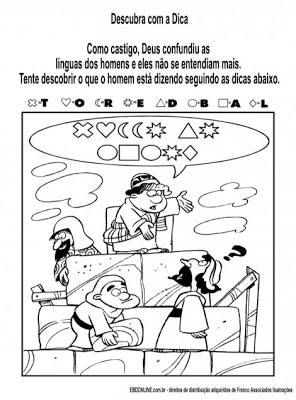 Descubra com a Dica
Como castigo, Deus confundiu as
línguas dos homens e eles não se entendiam mais.
Tente descobrir o que o homem está dizendo seguindo as dicas abaixo.
✖-T ♡-O ☾-R ✸-E △-D ○-B □-A ◇-L
✖♡☾☾✸ △✸
○□○✸◇
??
EBDONLINE.com.br - direitos de distribuição adquiridos de Franco Associados Ilustrações